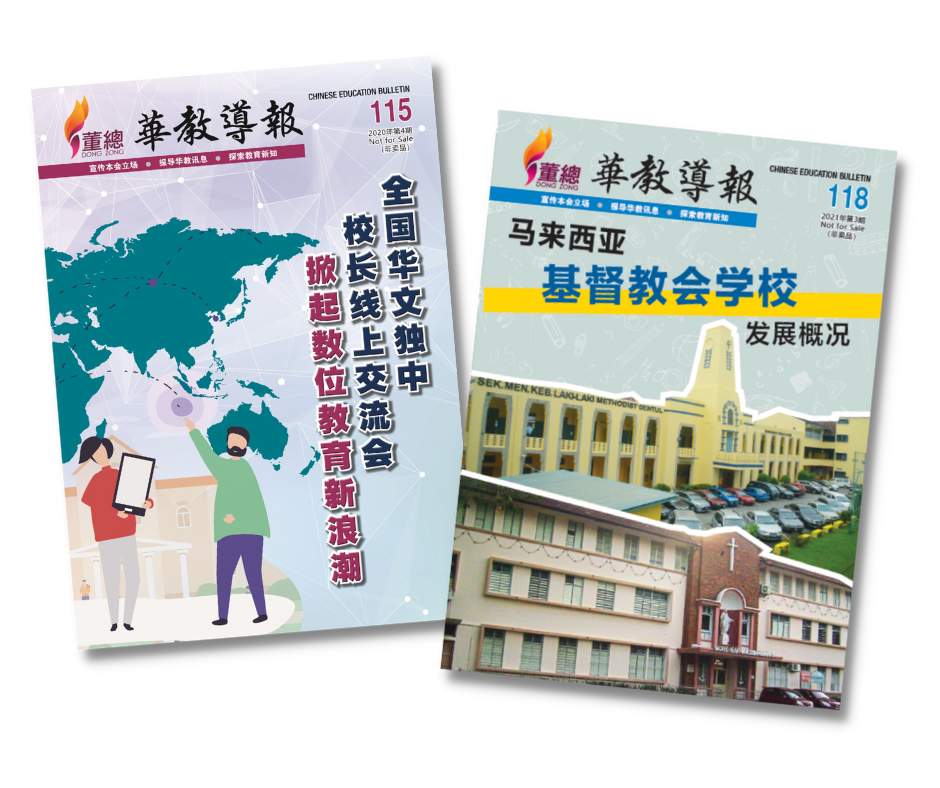 CHINESE EDUCATION BULLETIN
董總
DONG ZONG
華教導報
115
2020年第4期
Not for Sale
(非卖品)
宣传本会立场 ● 报导华教讯息 ● 探索教育新知
全国华文独中
校长线上交流会
掀起数位教育新浪潮
董總
DONG ZONG
華教導報
CHINESE EDUCATION BULLETIN
118
2021年第3期
Not for Sale
(非卖品)
宣传本会立场 ● 报导华教讯息 ● 探索教育新知
马来西亚
基督教会学校
发展概况
SEK. MEN. KEB. LAKI-LAKI METHODIST SENTUL